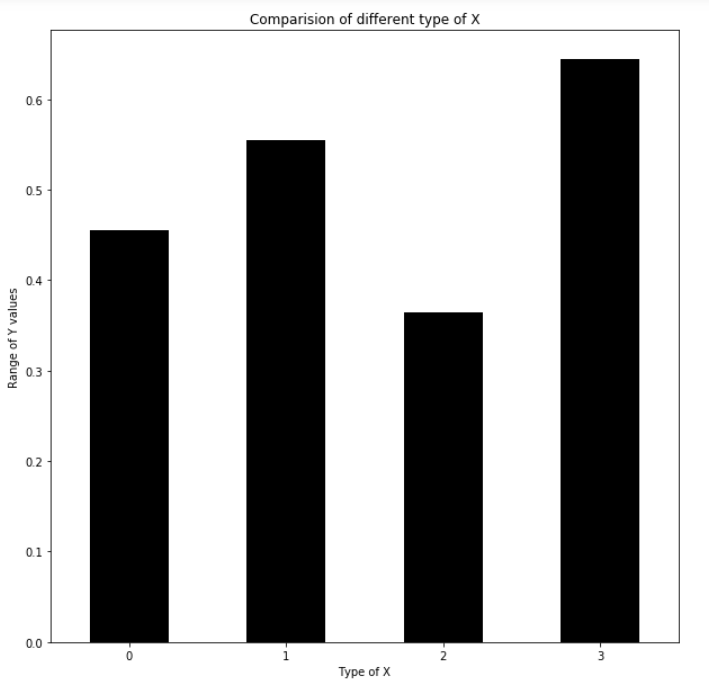 Comparision of different type of X
Range of Y values
0.6
0.5
0.4
0.3
0.2
0.1
0.0
0 1 2 3
Type of X